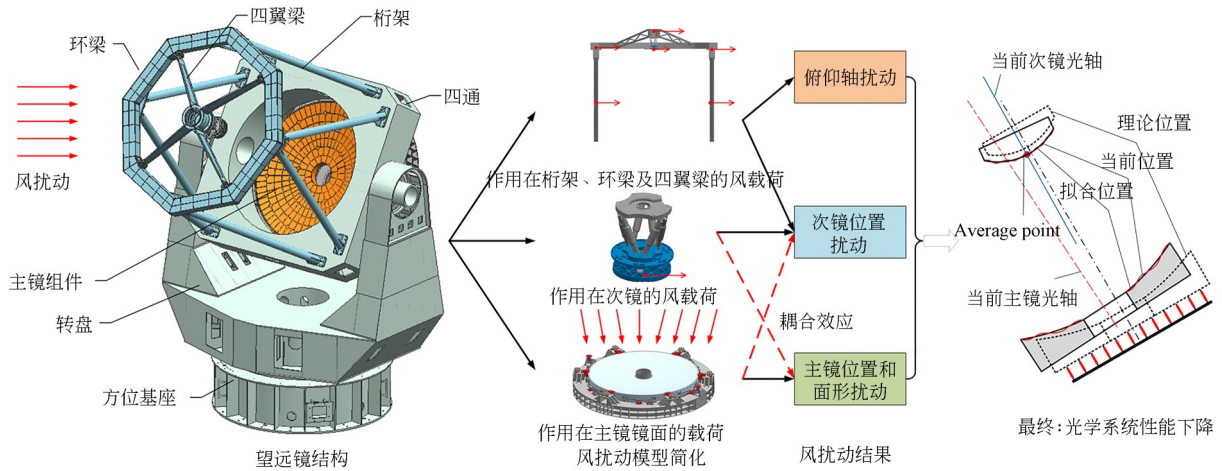 四翼梁
桁架
环梁
四通
风扰动
主镜组件
转盘
方位基座
望远镜结构
作用在桁架、环梁及四翼梁的风载荷
作用在次镜的风载荷
作用在主镜镜面的载荷
风扰动模型简化
俯仰轴扰动
次镜位置
扰动
耦合效应
主镜位置和
面形扰动
风扰动结果
当前次镜光轴
理论位置
当前位置
拟合位置
Average point
当前主镜光轴
最终:光学系统性能下降